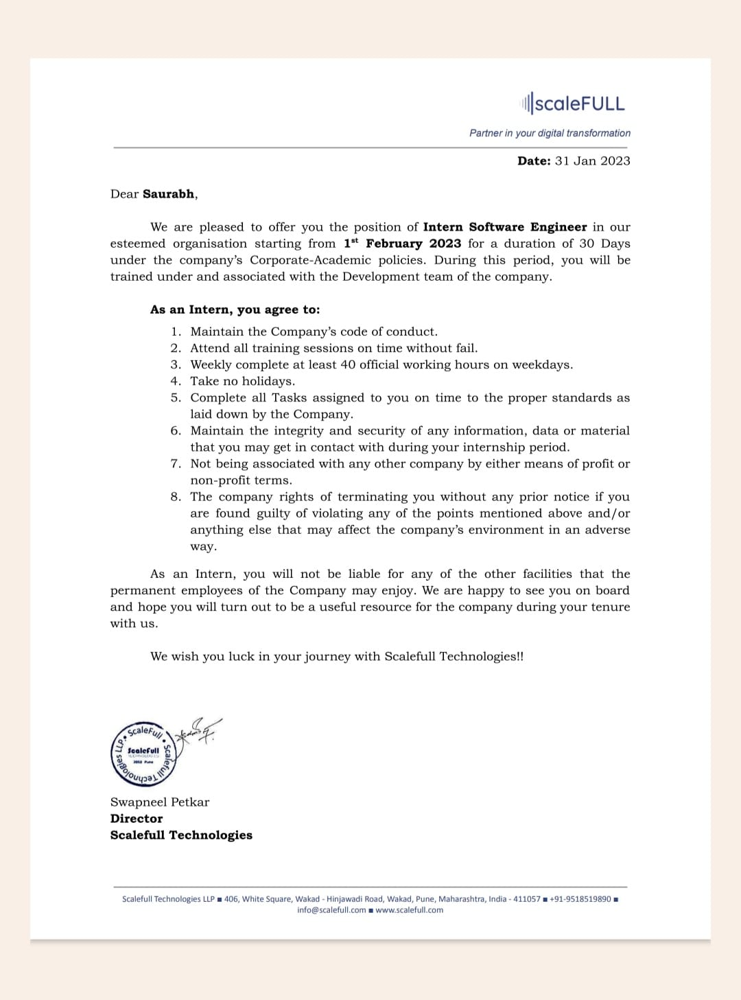 scaleFULL
Partner in your digital transformation
Date: 31 Jan 2023
Dear Saurabh,
We are pleased to offer you the position of Intern Software Engineer in our
esteemed organisation starting from 1st February 2023 for a duration of 30 Days
under the company's Corporate-Academic policies. During this period, you will be
trained under and associated with the Development team of the company.
As an Intern, you agree to:
1. Maintain the Company's code of conduct.
2. Attend all training sessions on time without fail.
3. Weekly complete at least 40 official working hours on weekdays.
4. Take no holidays.
5. Complete all Tasks assigned to you on time to the proper standards as
laid down by the Company.
6. Maintain the integrity and security of any information, data or material
that you may get in contact with during your internship period.
7. Not being associated with any other company by either means of profit or
non-profit terms.
8. The company rights of terminating you without any prior notice if you
are found guilty of violating any of the points mentioned above and/or
anything else that may affect the company's environment in an adverse
way.
As an Intern, you will not be liable for any of the other facilities that the
permanent employees of the Company may enjoy. We are happy to see you on board
and hope you will turn out to be a useful resource for the company during your tenure
with us.
We wish you luck in your journey with Scalefull Technologies!!
ScaleFull • Scalefull Technologies LLP •
Scalefull
TECHNOLOGIES
2018 Pune
Swapneel Petkar
Director
Scalefull Technologies
Scalefull Technologies LLP ■ 406, White Square, Wakad - Hinjawadi Road, Wakad, Pune, Maharashtra, India - 411057 ■ +91-9518519890 ■
info@scalefull.com ■ www.scalefull.com